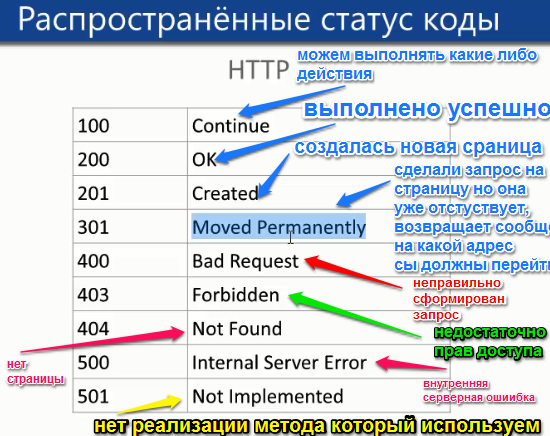 Распространённые статус коды
можем выполнять какие либо
действия
HTTP
выполнено успешно
100 Continue
200 OK
создалась новая сраница
201 Created
сделали запрос на
страницу но она
уже отстуствует,
возвращает сообще
на какой адрес
сы должны перейти
301 Moved Permanently
400 Bad Request
неправильно
сформирован
запрос
403 Forbidden
недостаточно
прав доступа
404 Not Found
нет
страницы
500 Internal Server Error
внутренняя
серверная ошиибка
501 Not Implemented
нет реализации метода который используем